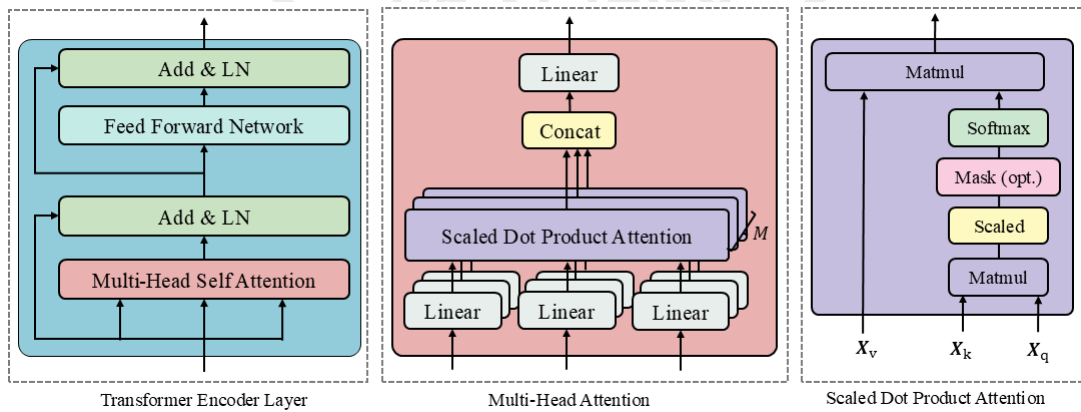 Add & LN
Feed Forward Network
Add & LN
Multi-Head Self Attention
Transformer Encoder Layer
Linear
Concat
Scaled Dot Product Attention
M
Linear
Linear
Linear
Multi-Head Attention
Matmul
Softmax
Mask (opt.)
Scaled
Matmul
Xv
Xk
Xq
Scaled Dot Product Attention